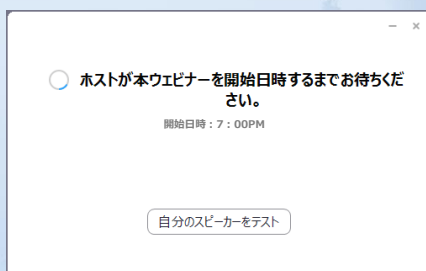 ホストが本ウェビナーを開始日時するまでお待ちくだ
さい。
開始日時：7：00PM
自分のスピーカーをテスト